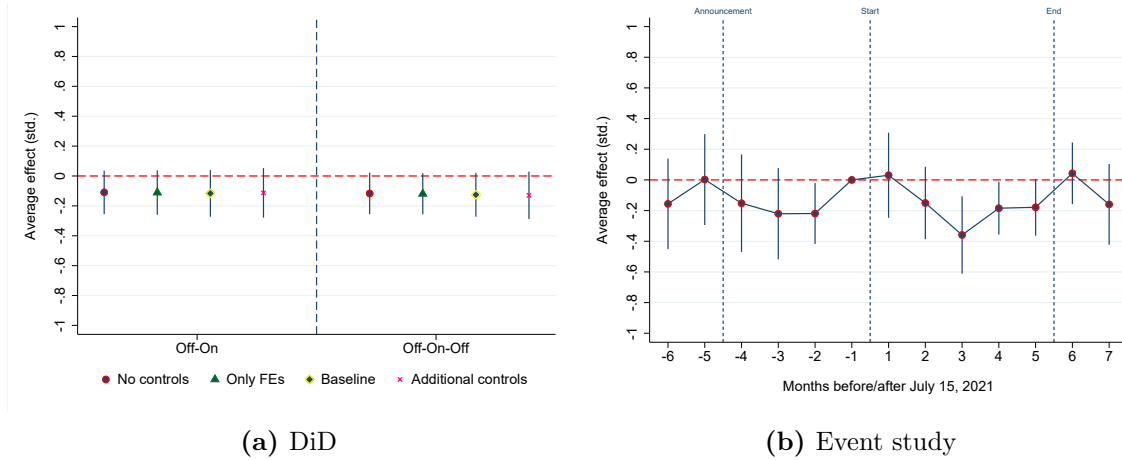 Average effect (std.)
1
.8
.6
.4
.2
0
-.2
-.4
-.6
-.8
-1
Off-On Off-On-Off
No controls Only FEs Baseline Additional controls
(a) DiD
Announcement Start End
Average effect (std.)
1
.8
.6
.4
.2
0
-.2
-.4
-.6
-.8
-1
-6 -5 -4 -3 -2 -1 1 2 3 4 5 6 7
Months before/after July 15, 2021
(b) Event study